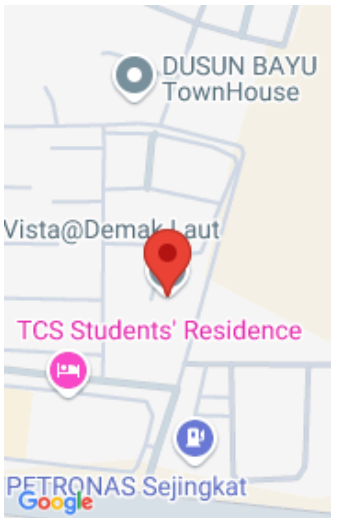 DUSUN BAYU
TownHouse
Vista@Demak Laut
TCS Students' Residence
PETRONAS Sejingkat
Google